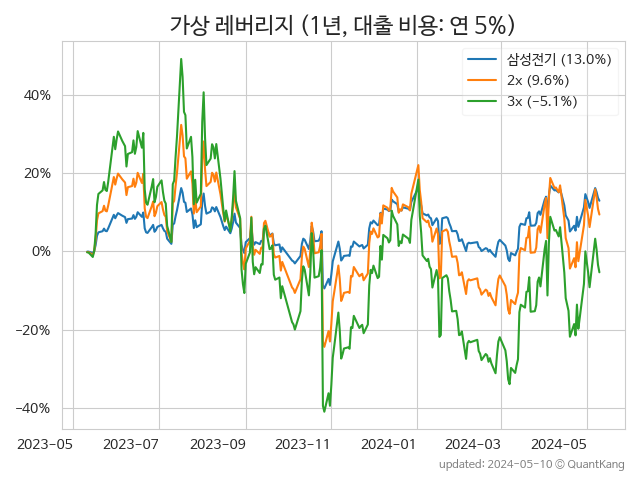 가상 레버리지 (1년, 대출 비용: 연 5%)
삼성전기 (13.0%)
2x (9.6%)
3x (−5.1%)
40%
20%
0%
−20%
−40%
2023-05 2023-07 2023-09 2023-11 2024-01 2024-03 2024-05
updated: 2024-05-10 © QuantKang